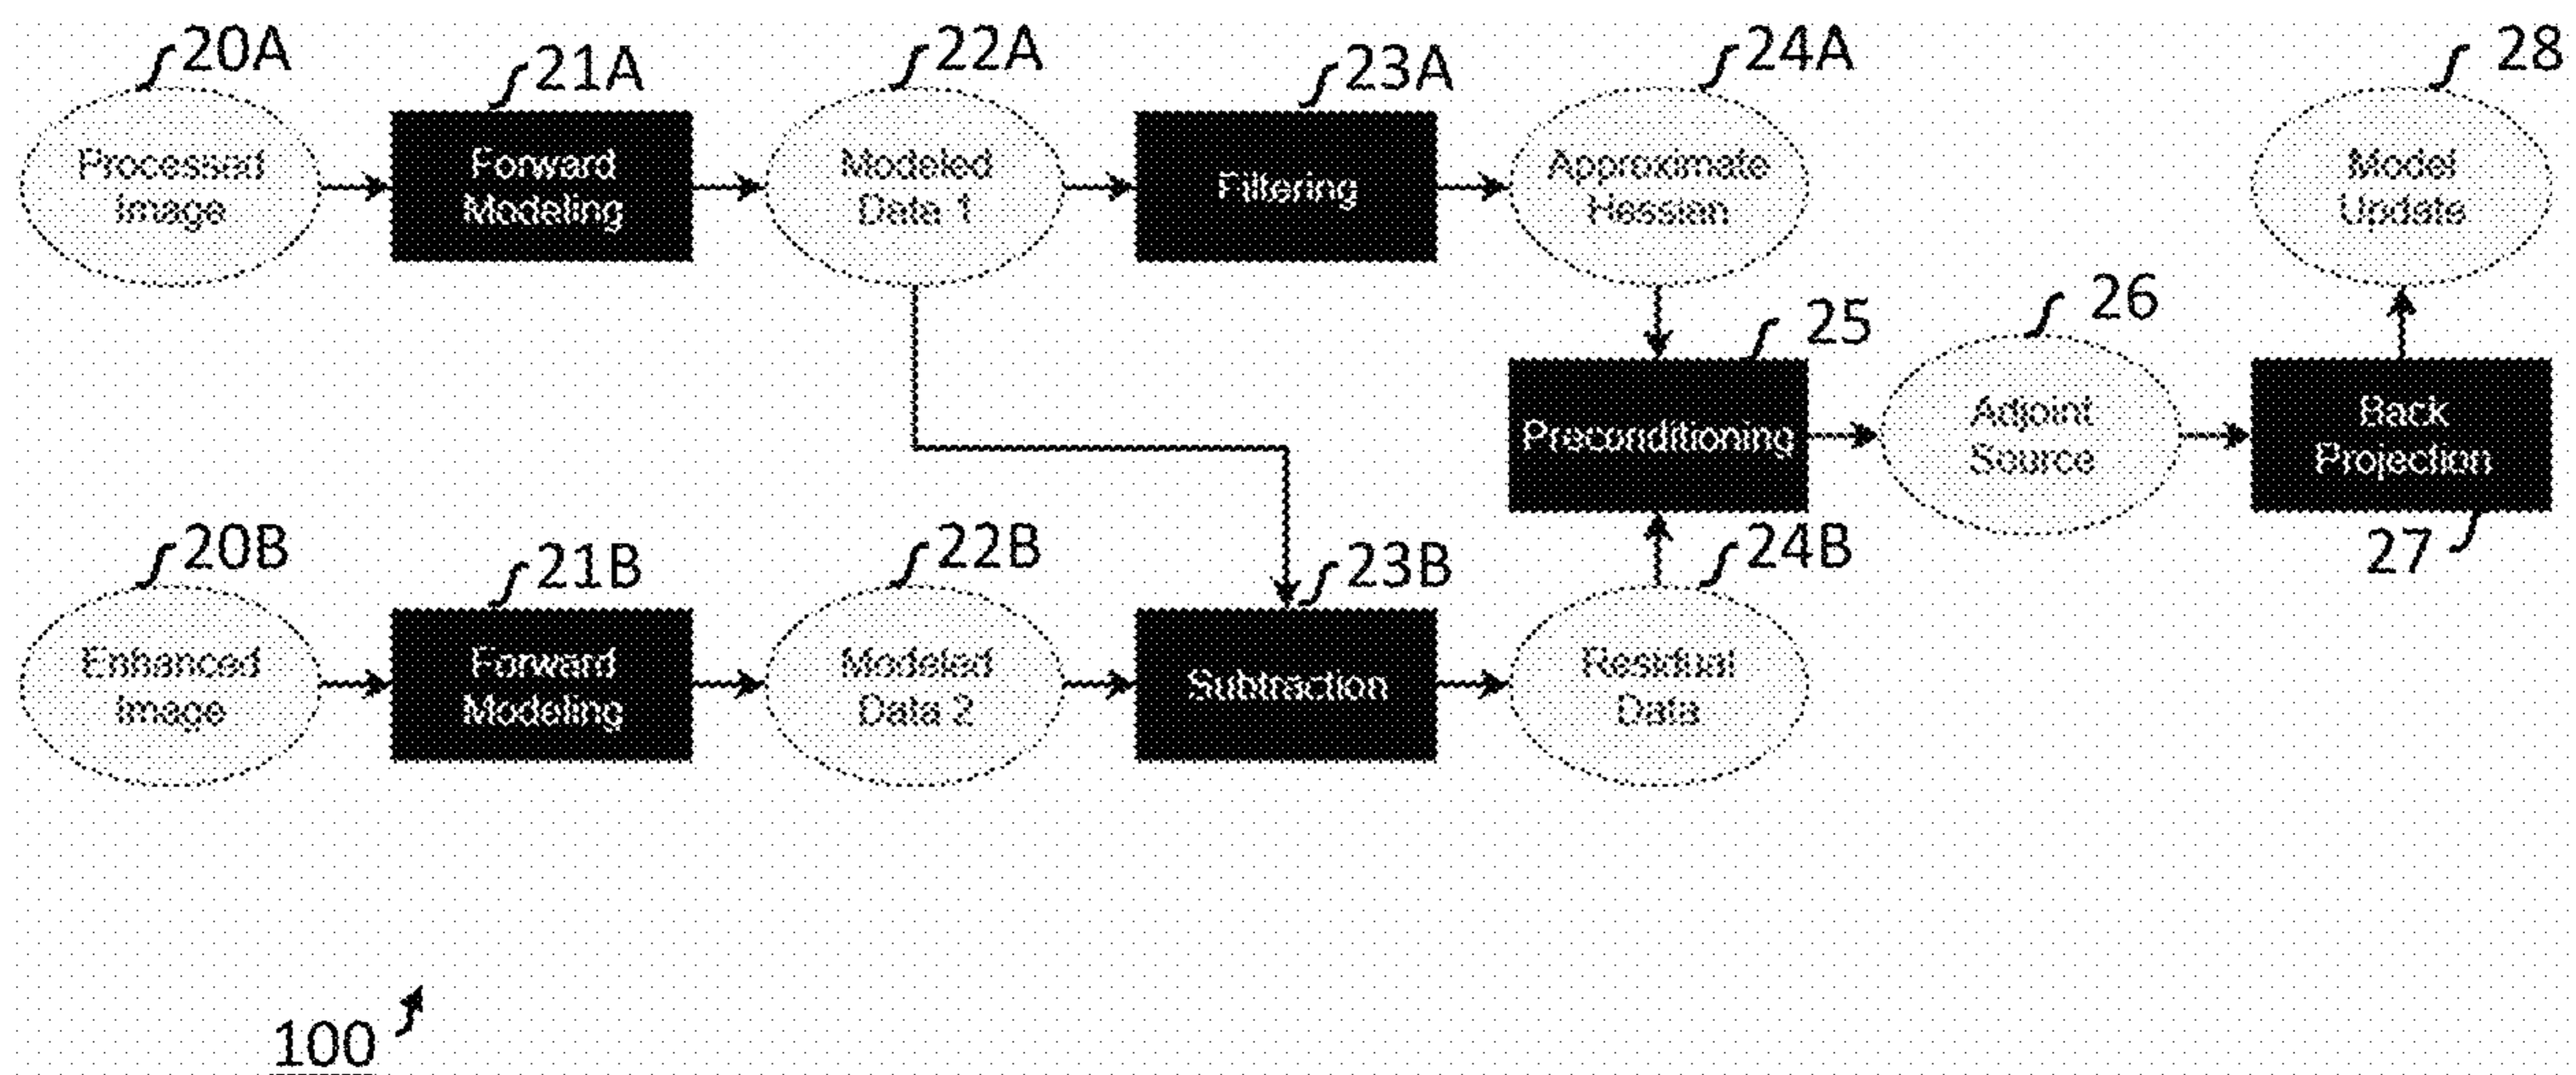 20A
21A
22A
23A
24A
28
Processed
Image
Forward
Modeling
Modeled
Data 1
Filtering
Approximate
Hessian
Model
Update
25
26
Preconditioning
Adjoint
Source
Back
Projection
27
20B
21B
22B
23B
24B
Enhanced
Image
Forward
Modeling
Modeled
Data 2
Subtraction
Residual
Data
100